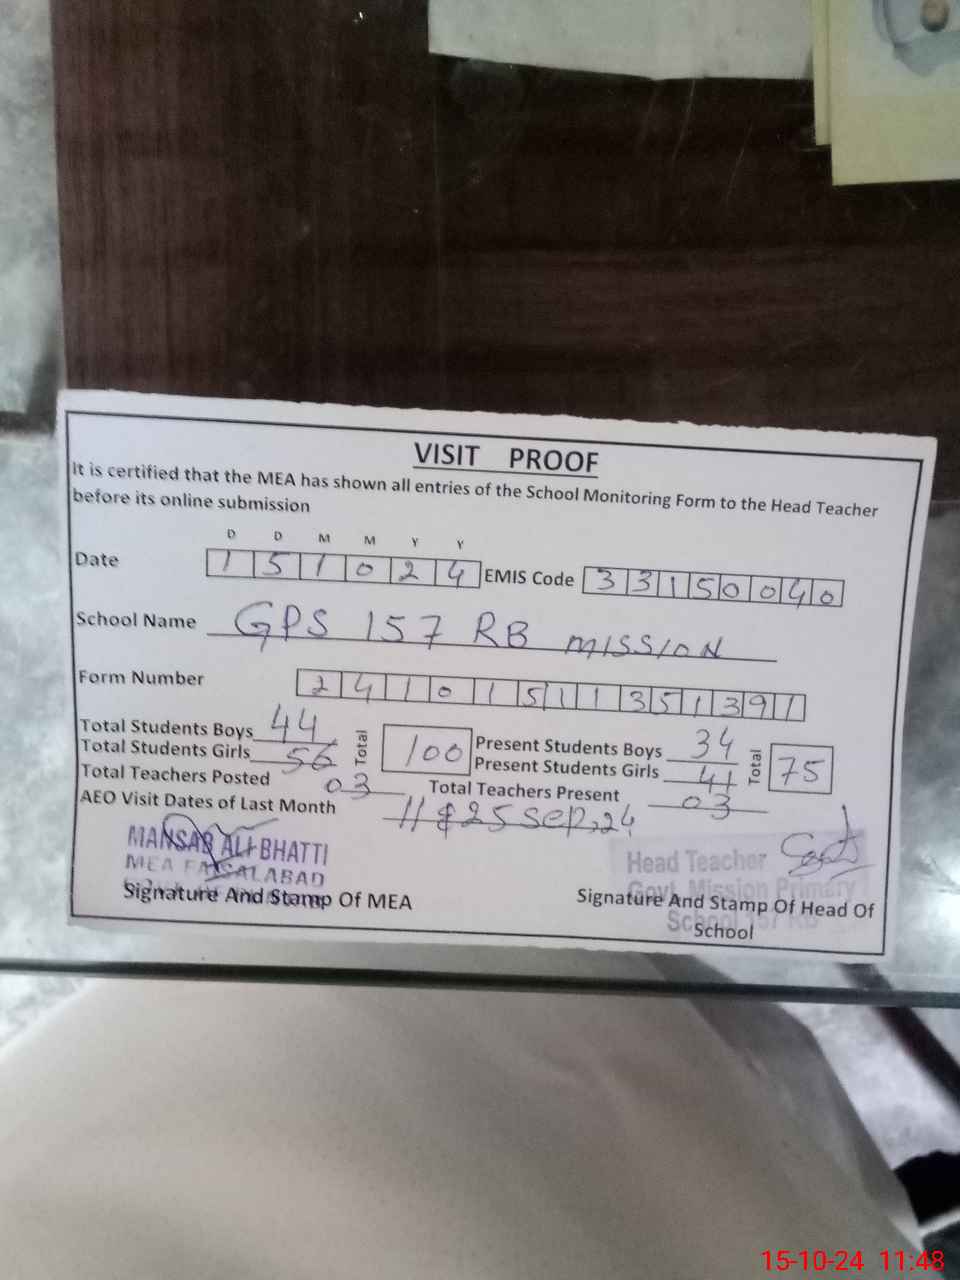 VISIT PROOF
It is certified that the MEA has shown all entries of the School Monitoring Form to the Head Teacher
before its online submission
D D M M Y Y
Date 1 5 1 0 2 4 EMIS Code 3 3 1 5 0 0 4 0
School Name GPS 157 RB MISSION
Form Number 2 4 1 0 1 5 1 1 3 5 1 3 9 1
Total Students Boys 44 Total 100 Present Students Boys 34 Total 75
Total Students Girls 56 Present Students Girls 41
Total Teachers Posted 03 Total Teachers Present 03
AEO Visit Dates of Last Month 11 & 25 Sep, 24
MANSAB ALI BHATTI
MEA FAISALABAD
Signature And Stamp Of MEA
Head Teacher
Govt. Mission Primary
School 157 RB
Signature And Stamp Of Head Of
School
15-10-24 11:48